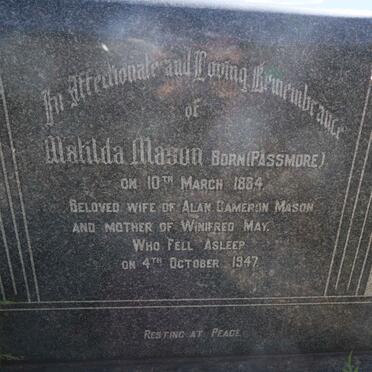 In Affectionate and Loving Remembrance
of
Matilda Mason BORN (PASSMORE)
ON 10TH MARCH 1884.
BELOVED WIFE OF ALAN CAMERON MASON
AND MOTHER OF WINIFRED MAY.
WHO FELL ASLEEP
ON 4TH OCTOBER 1947.
RESTING AT PEACE